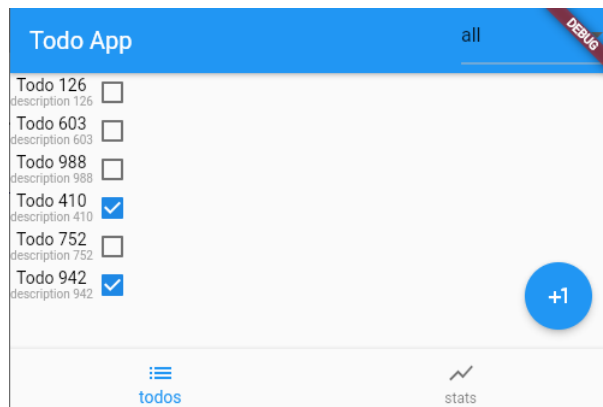 Todo App
all
DEBUG
Todo 126
description 126
Todo 603
description 603
Todo 988
description 988
Todo 410
description 410
Todo 752
description 752
Todo 942
description 942
+1
todos
stats